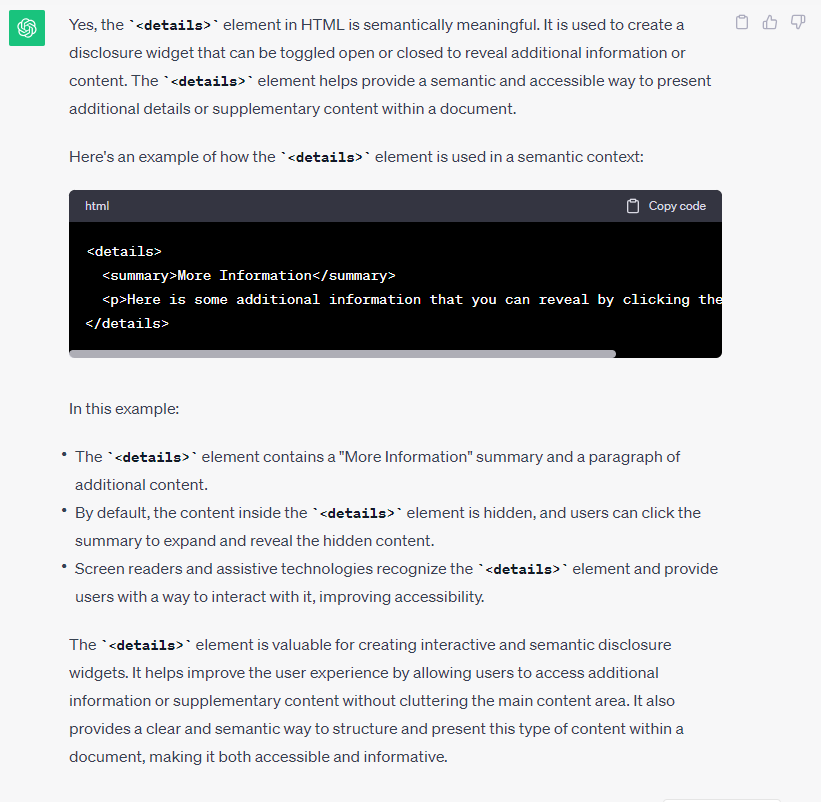 Yes, the `<details>` element in HTML is semantically meaningful. It is used to create a
disclosure widget that can be toggled open or closed to reveal additional information or
content. The `<details>` element helps provide a semantic and accessible way to present
additional details or supplementary content within a document.
Here's an example of how the `<details>` element is used in a semantic context:
html Copy code
<details>
  <summary>More Information</summary>
  <p>Here is some additional information that you can reveal by clicking the
</details>
In this example:
• The `<details>` element contains a "More Information" summary and a paragraph of
additional content.
• By default, the content inside the `<details>` element is hidden, and users can click the
summary to expand and reveal the hidden content.
• Screen readers and assistive technologies recognize the `<details>` element and provide
users with a way to interact with it, improving accessibility.
The `<details>` element is valuable for creating interactive and semantic disclosure
widgets. It helps improve the user experience by allowing users to access additional
information or supplementary content without cluttering the main content area. It also
provides a clear and semantic way to structure and present this type of content within a
document, making it both accessible and informative.